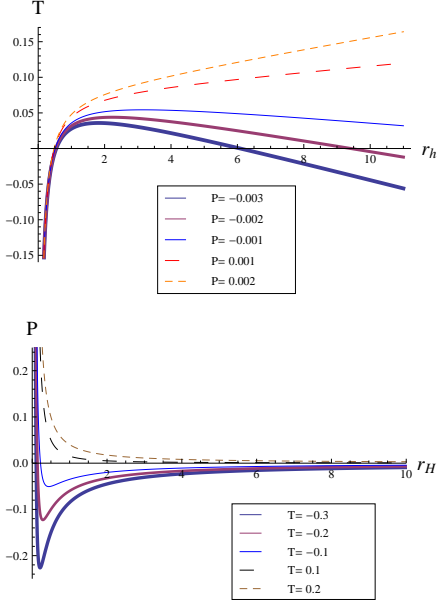 T
0.15
0.10
0.05
2 4 6 8 10 r_h
−0.05
−0.10
−0.15
P= −0.003
P= −0.002
P= −0.001
P= 0.001
P= 0.002
P
0.2
0.1
0.0
2 4 6 8 10 r_H
−0.1
−0.2
T= −0.3
T= −0.2
T= −0.1
T= 0.1
T= 0.2